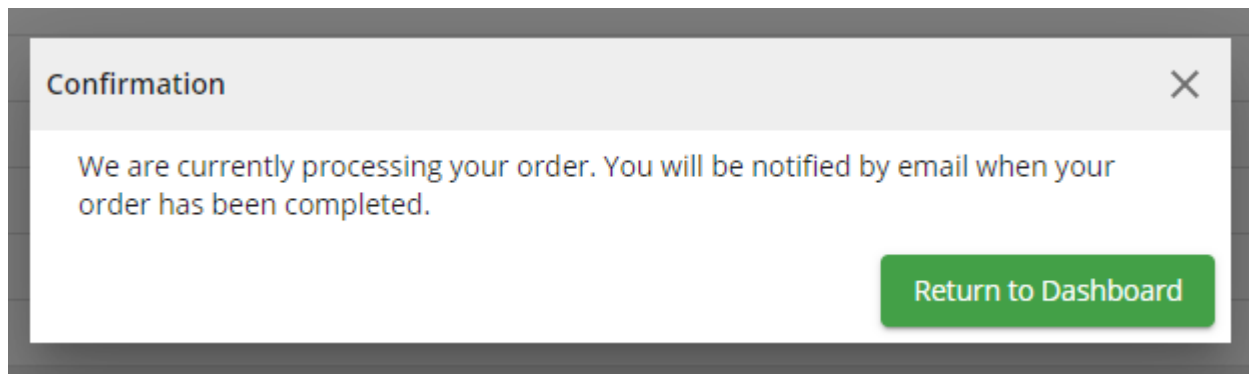 Confirmation
We are currently processing your order. You will be notified by email when your
order has been completed.
Return to Dashboard